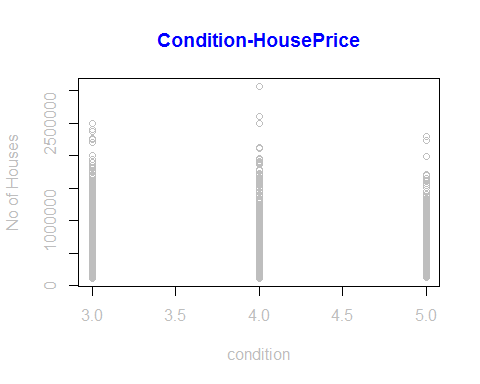 Condition-HousePrice
No of Houses
2500000
1000000
0
3.0 3.5 4.0 4.5 5.0
condition